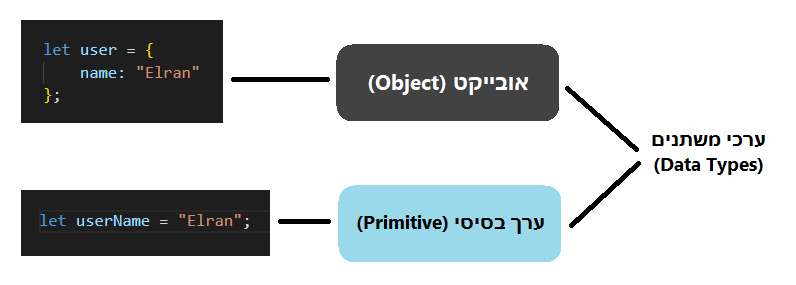 let user = {
    name: "Elran"
};
אובייקט (Object)
ערכי משתנים
(Data Types)
let userName = "Elran";
ערך בסיסי (Primitive)